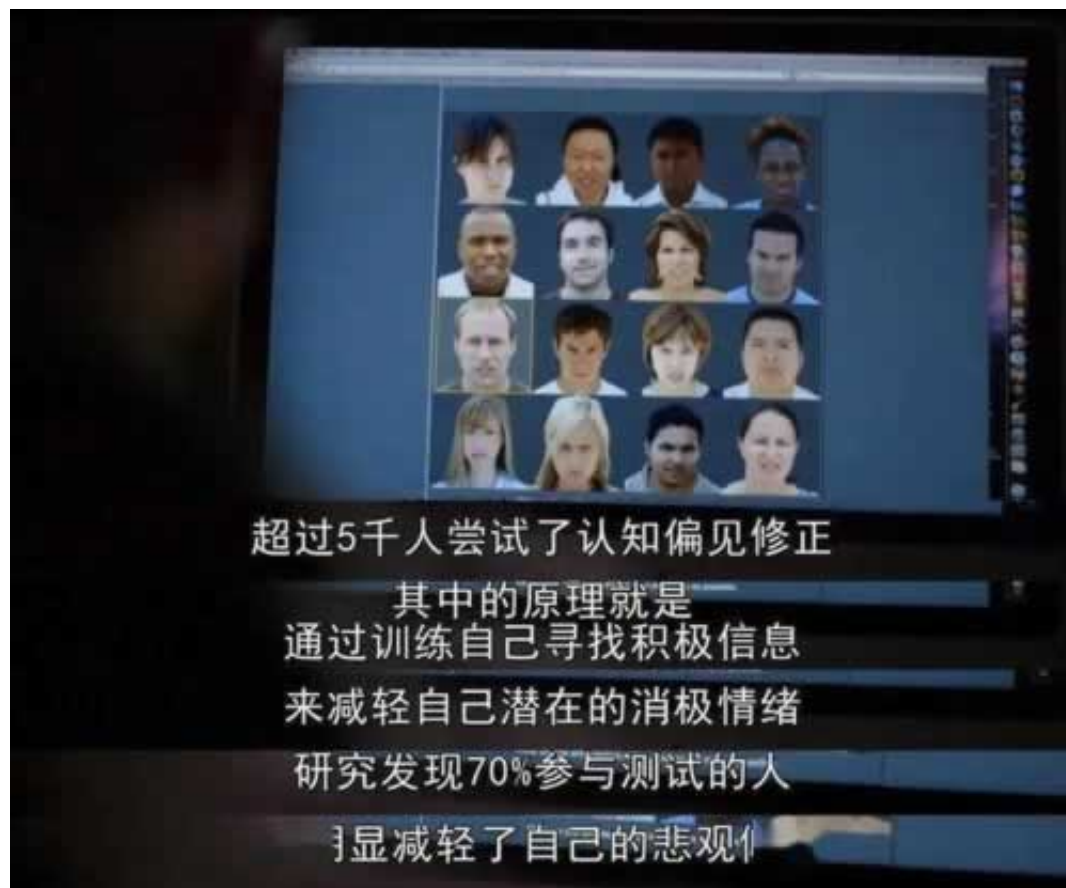 超过5千人尝试了认知偏见修正
其中的原理就是
通过训练自己寻找积极信息
来减轻自己潜在的消极情绪
研究发现70%参与测试的人
显减轻了自己的悲观